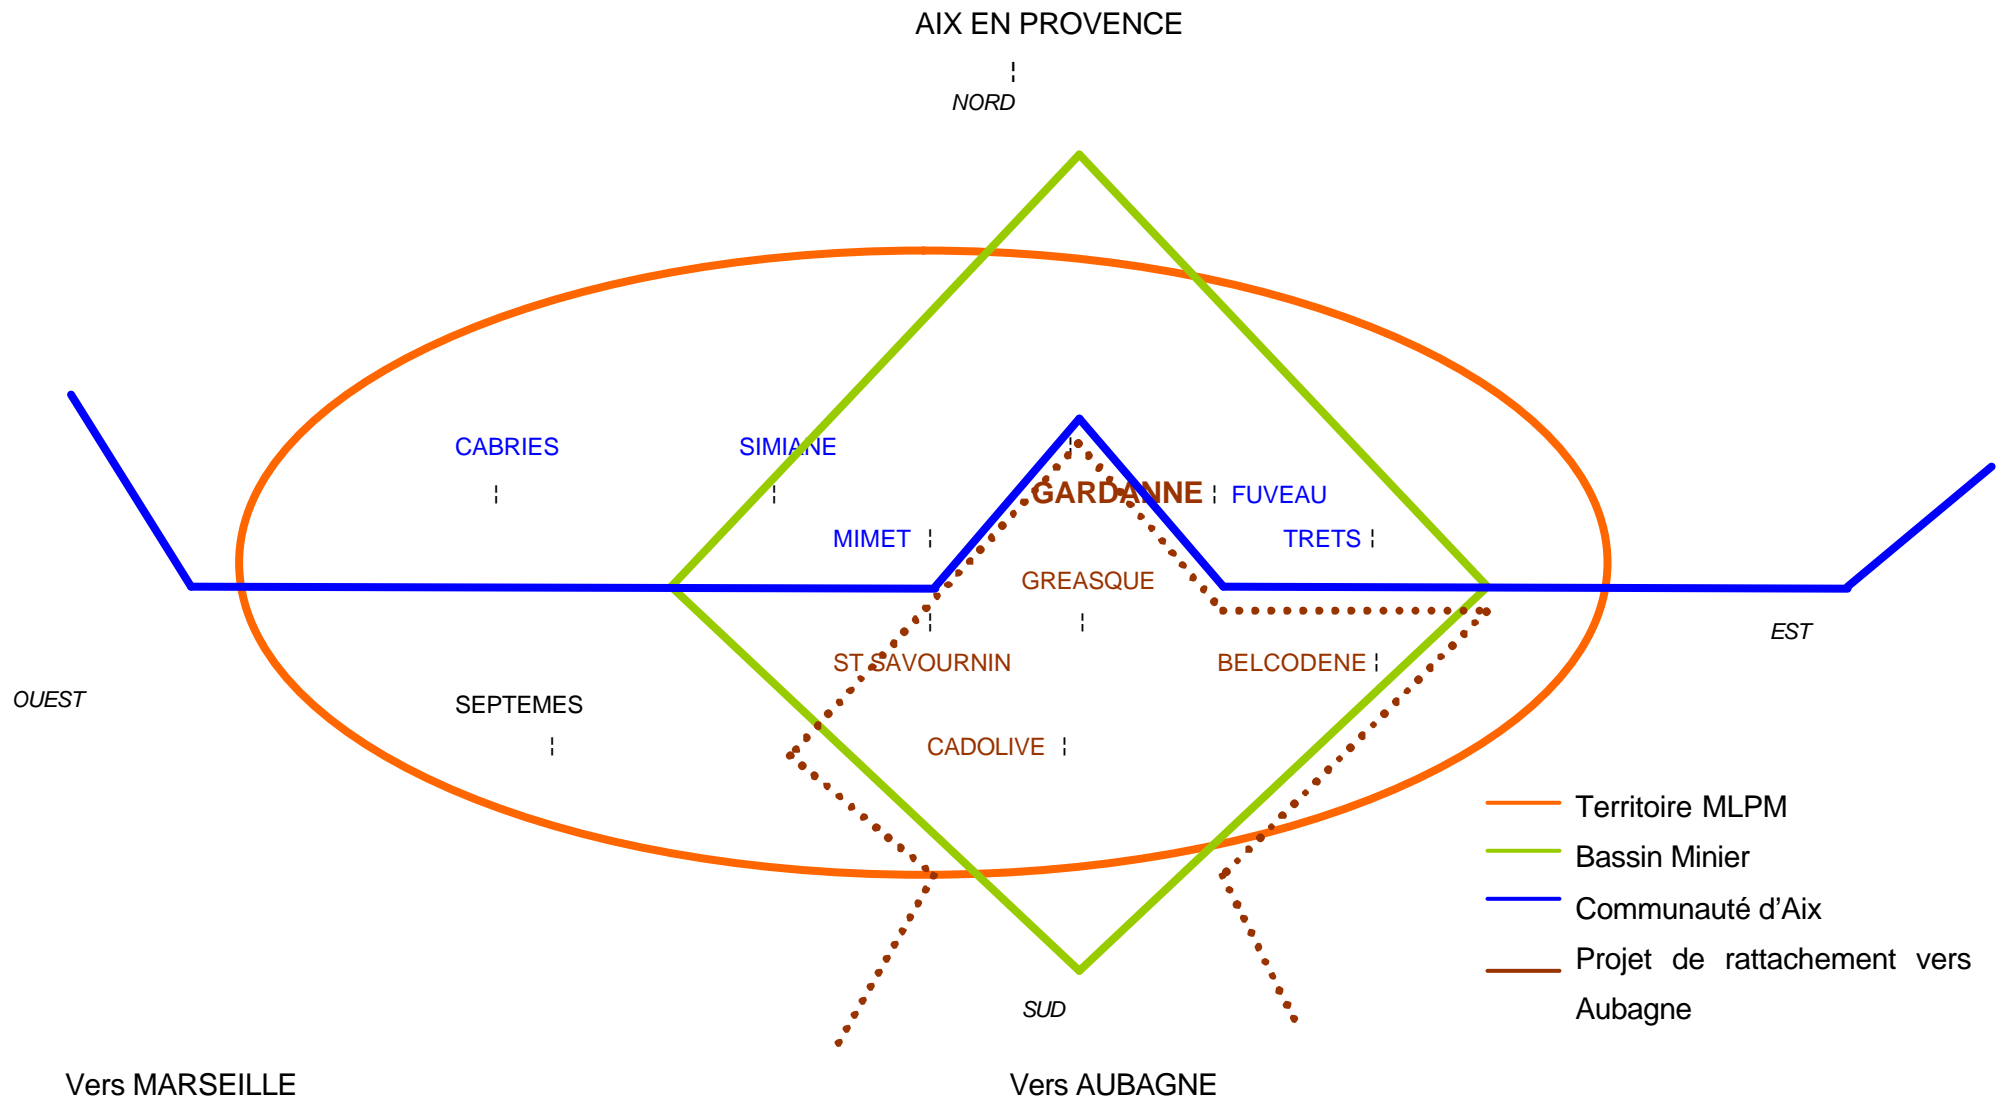 AIX EN PROVENCE
NORD
CABRIES
SIMIANE
GARDANNE
FUVEAU
MIMET
TRETS
GREASQUE
EST
ST SAVOURNIN
BELCODENE
OUEST
SEPTEMES
CADOLIVE
Territoire MLPM
Bassin Minier
Communauté d’Aix
Projet de rattachement vers
Aubagne
SUD
Vers MARSEILLE
Vers AUBAGNE